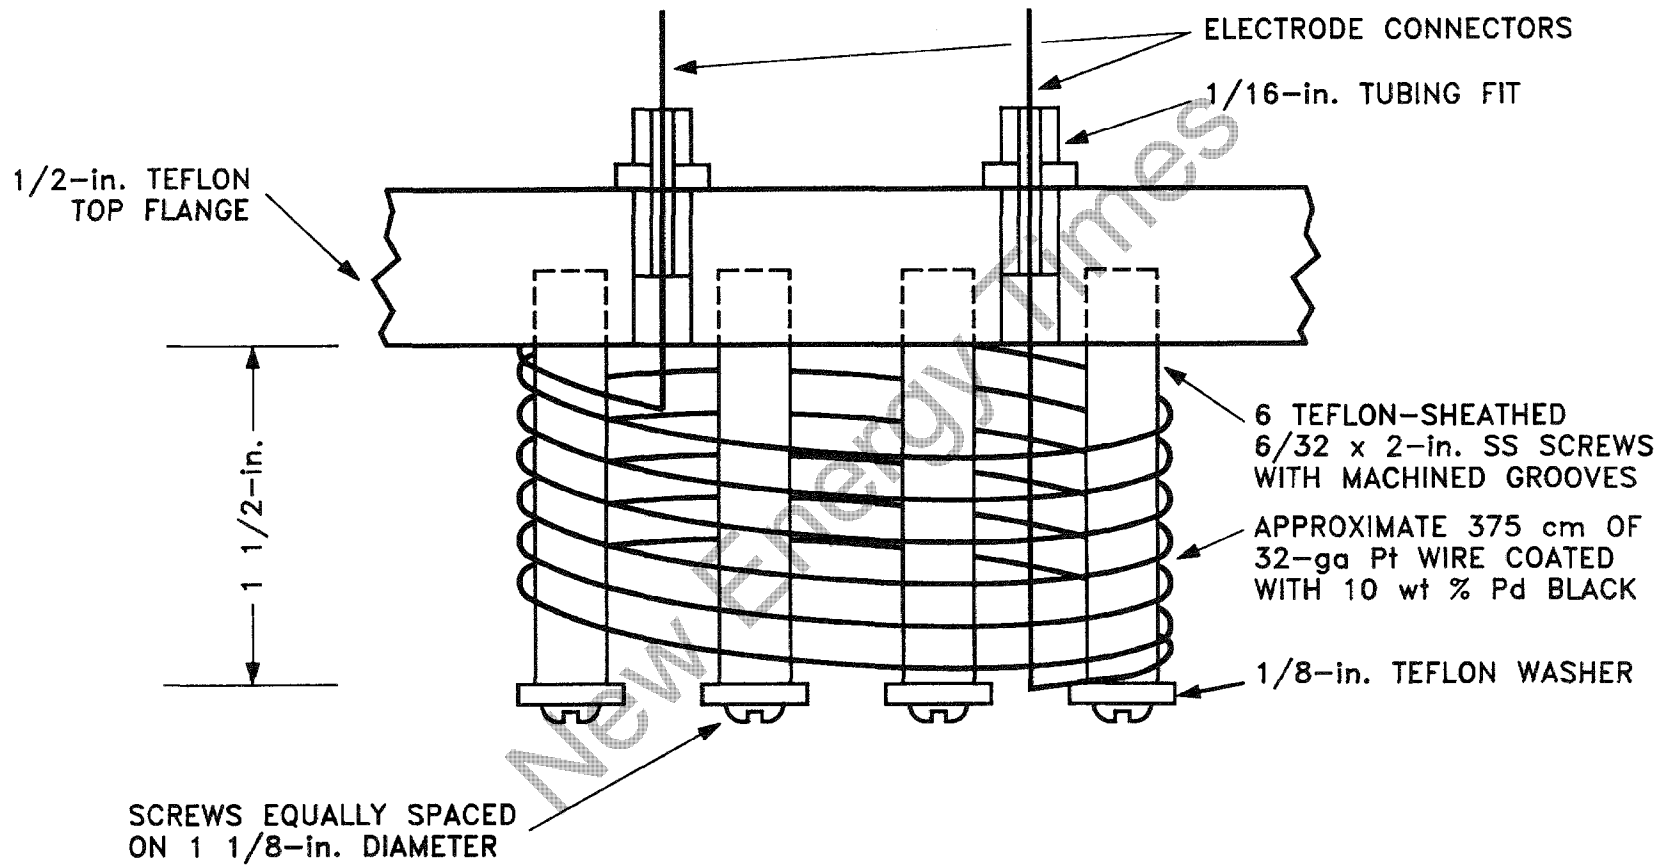 ELECTRODE CONNECTORS
1/16-in. TUBING FIT
1/2-in. TEFLON
TOP FLANGE
1 1/2-in.
6 TEFLON-SHEATHED
6/32 x 2-in. SS SCREWS
WITH MACHINED GROOVES
APPROXIMATE 375 cm OF
32-ga Pt WIRE COATED
WITH 10 wt % Pd BLACK
1/8-in. TEFLON WASHER
SCREWS EQUALLY SPACED
ON 1 1/8-in. DIAMETER
New Energy Times